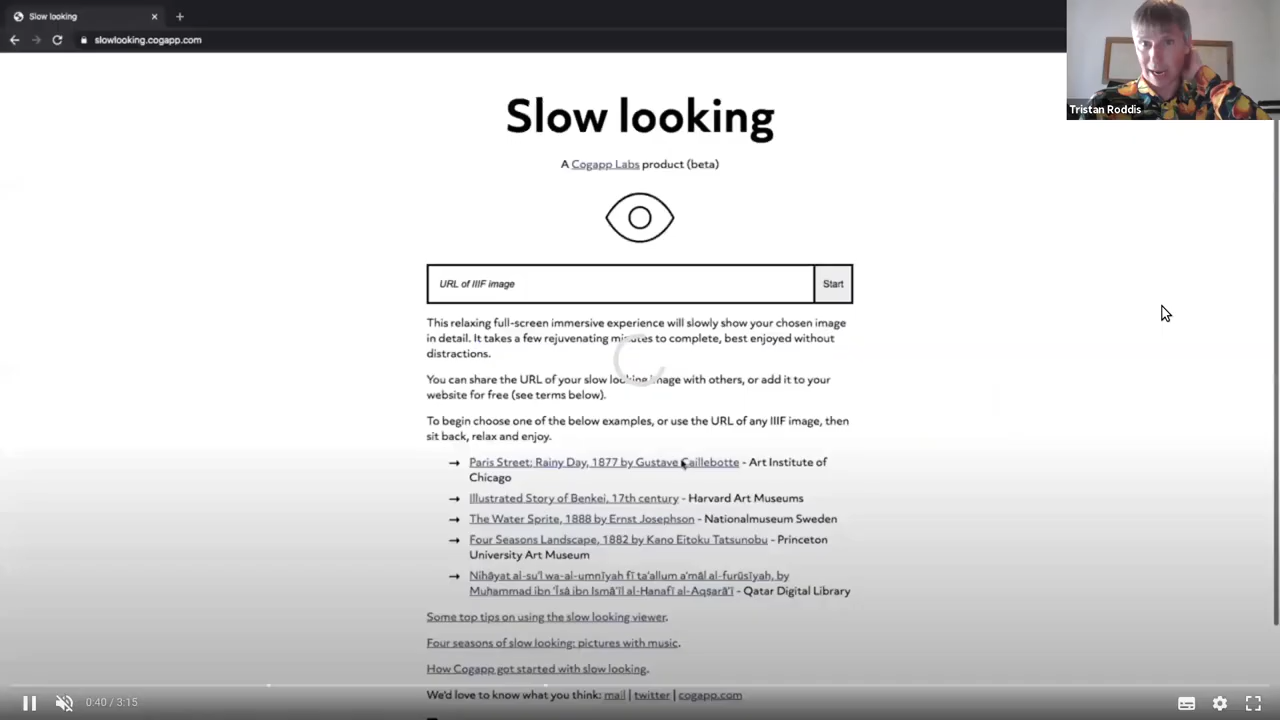 Slow looking
slowlooking.cogapp.com
Tristan Roddis
Slow looking
A Cogapp Labs product (beta)
URL of IIIF image
Start
This relaxing full-screen immersive experience will slowly show your chosen image
in detail. It takes a few rejuvenating minutes to complete, best enjoyed without
distractions.
You can share the URL of your slow looking image with others, or add it to your
website for free (see terms below).
To begin choose one of the below examples, or use the URL of any IIIF image, then
sit back, relax and enjoy.
→ Paris Street; Rainy Day, 1877 by Gustave Caillebotte - Art Institute of
Chicago
→ Illustrated Story of Benkei, 17th century - Harvard Art Museums
→ The Water Sprite, 1888 by Ernst Josephson - Nationalmuseum Sweden
→ Four Seasons Landscape, 1882 by Kano Eitoku Tatsunobu - Princeton
University Art Museum
→ Nihāyat al-su’l wa-al-umnīyah fī ta‘allum a‘māl al-furūsīyah, by
Muḥammad ibn ‘Īsá ibn Ismā‘īl al-Ḥanafī al-Aqsarā’ī - Qatar Digital Library
Some top tips on using the slow looking viewer.
Four seasons of slow looking: pictures with music.
How Cogapp got started with slow looking.
We'd love to know what you think: mail | twitter | cogapp.com
0:40 / 3:15